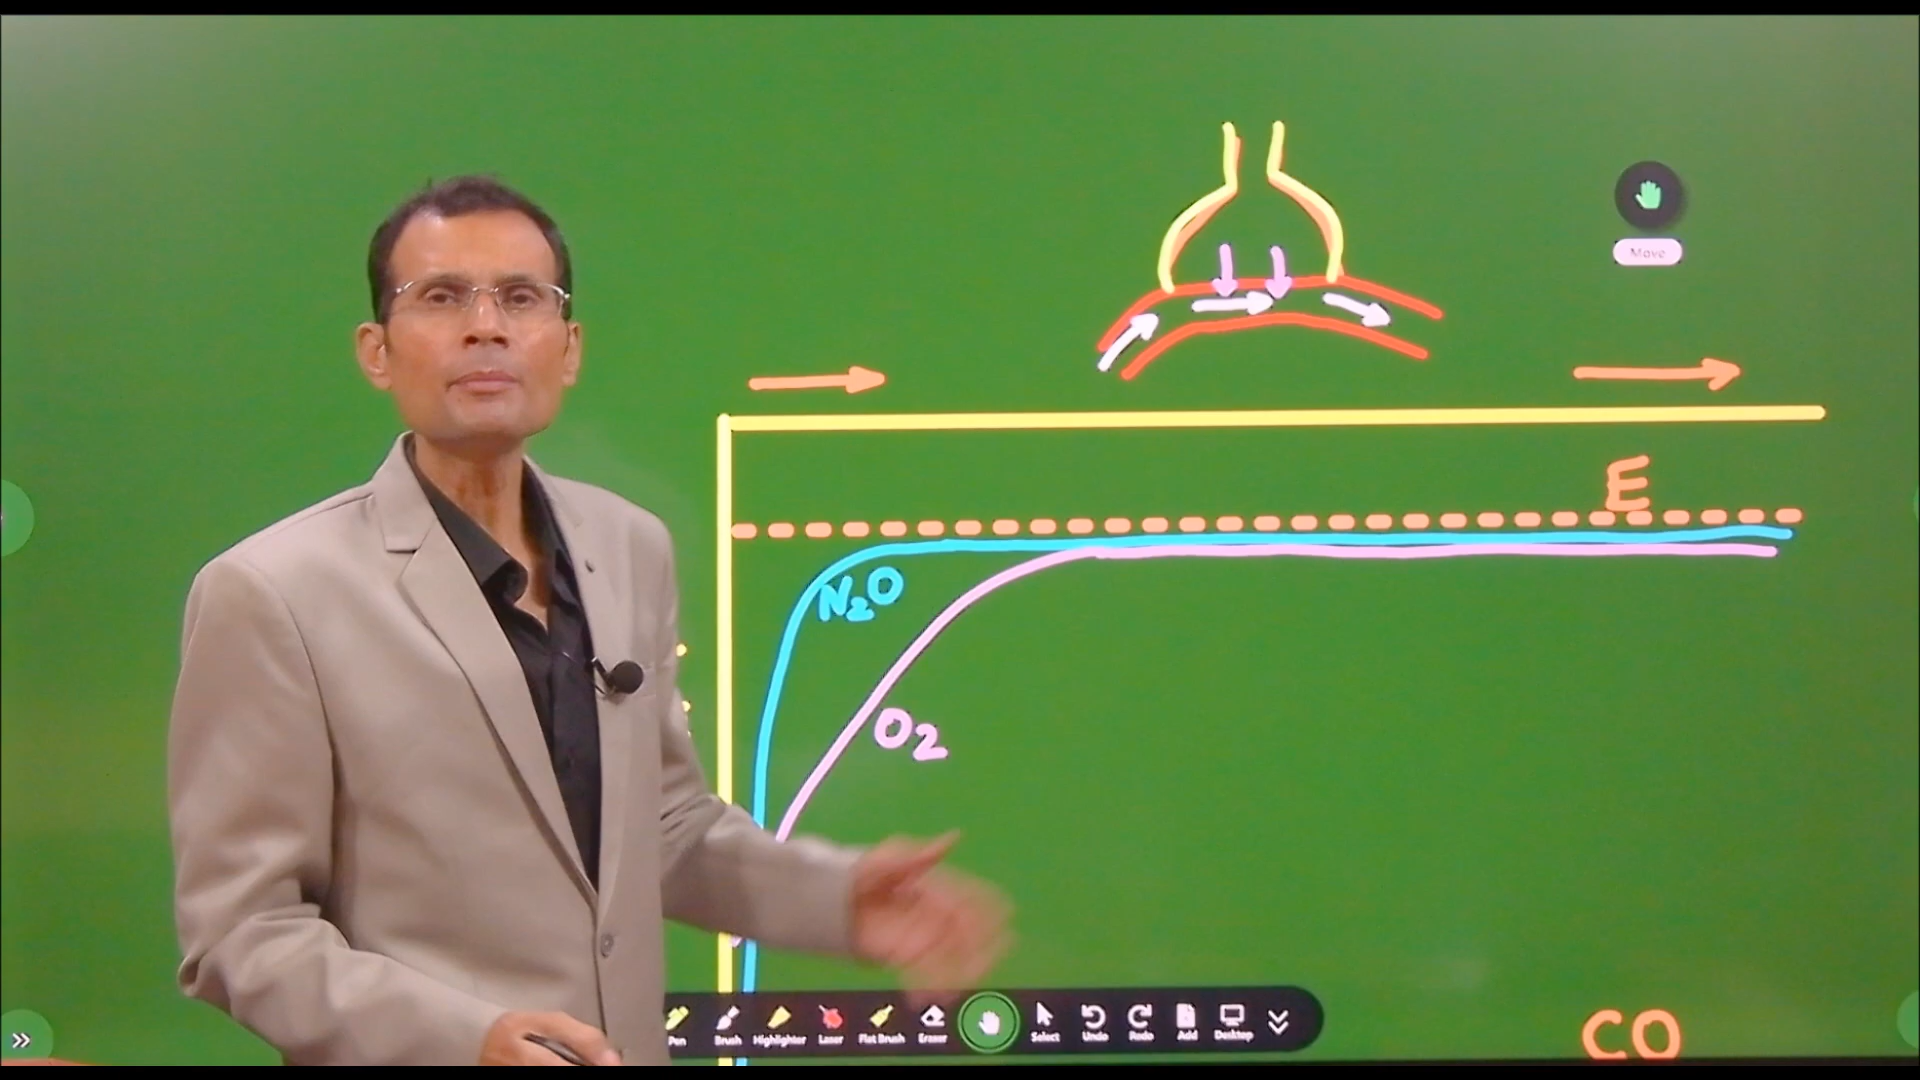 Move
E
N2O
O2
Pen Brush Highlighter Laser Flat Brush Eraser Select Undo Redo Add Desktop
CO